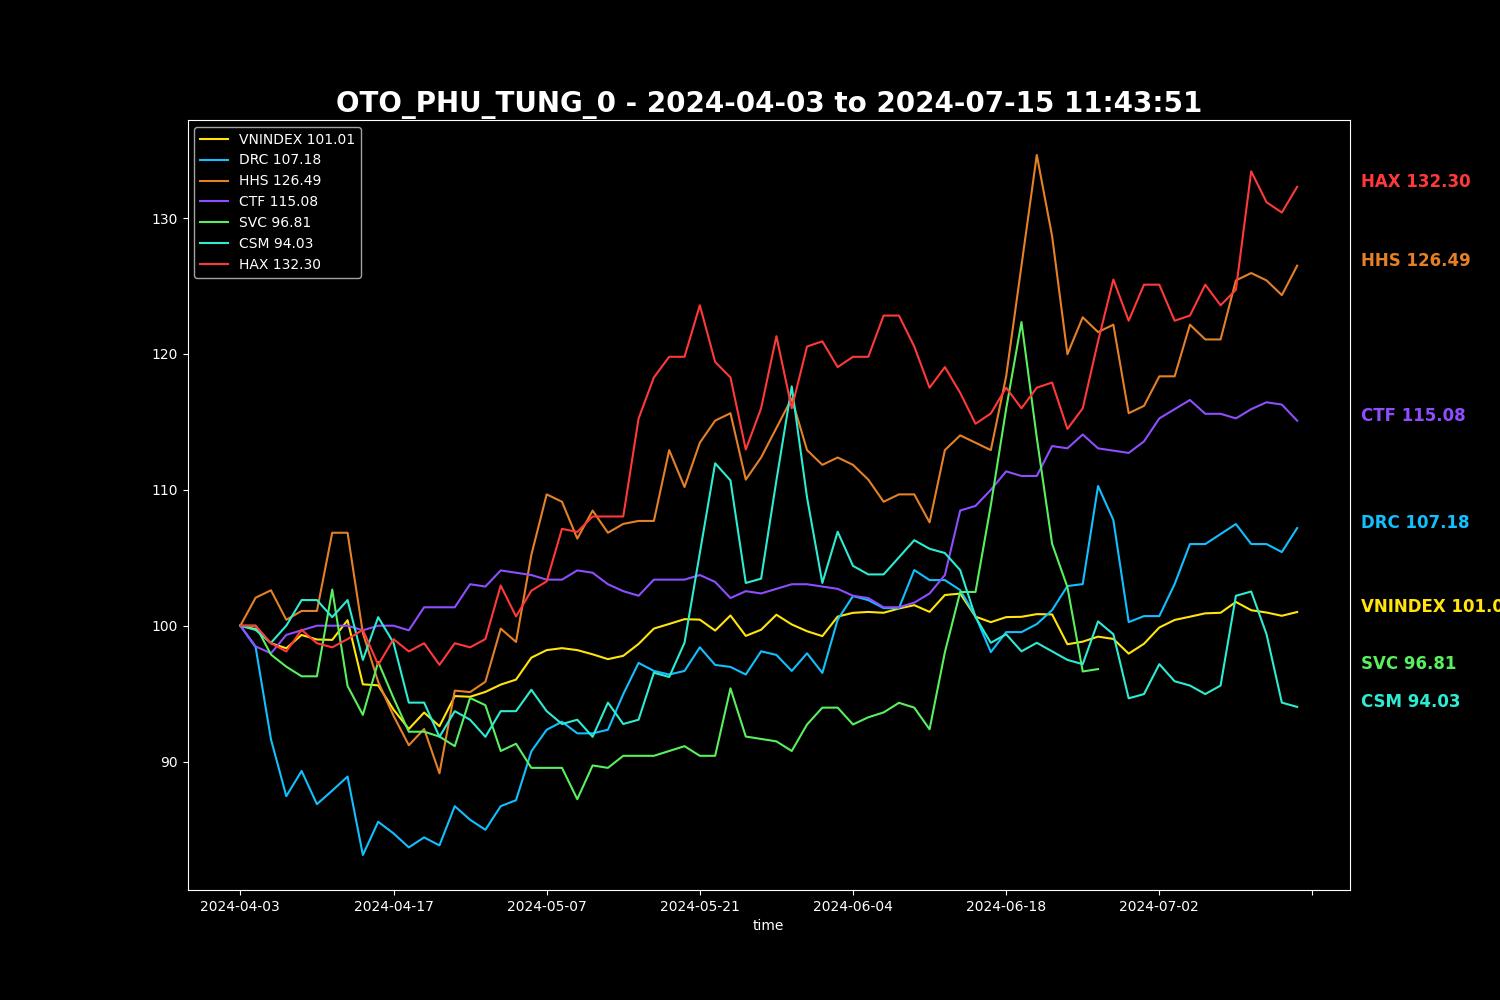 OTO_PHU_TUNG_0 - 2024-04-03 to 2024-07-15 11:43:51
VNINDEX 101.01
DRC 107.18
HHS 126.49
CTF 115.08
SVC 96.81
CSM 94.03
HAX 132.30
130
120
110
100
90
HAX 132.30
HHS 126.49
CTF 115.08
DRC 107.18
VNINDEX 101.0
SVC 96.81
CSM 94.03
2024-04-03 2024-04-17 2024-05-07 2024-05-21 2024-06-04 2024-06-18 2024-07-02
time